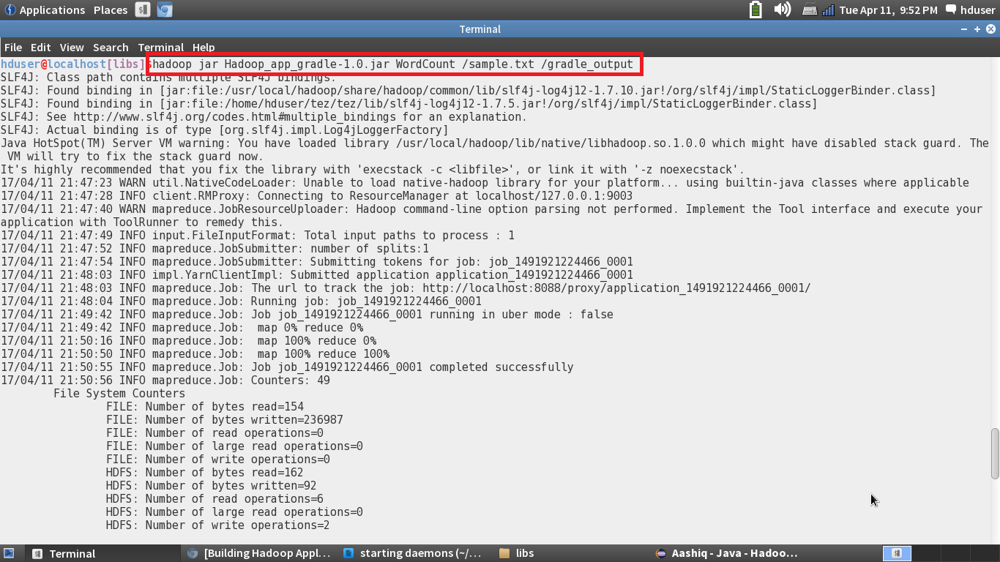 Applications Places Tue Apr 11, 9:52 PM hduser
Terminal
File Edit View Search Terminal Help
hduser@localhost[libs]$hadoop jar Hadoop_app_gradle-1.0.jar WordCount /sample.txt /gradle_output
SLF4J: Class path contains multiple SLF4J bindings.
SLF4J: Found binding in [jar:file:/usr/local/hadoop/share/hadoop/common/lib/slf4j-log4j12-1.7.10.jar!/org/slf4j/impl/StaticLoggerBinder.class]
SLF4J: Found binding in [jar:file:/home/hduser/tez/tez/lib/slf4j-log4j12-1.7.5.jar!/org/slf4j/impl/StaticLoggerBinder.class]
SLF4J: See http://www.slf4j.org/codes.html#multiple_bindings for an explanation.
SLF4J: Actual binding is of type [org.slf4j.impl.Log4jLoggerFactory]
Java HotSpot(TM) Server VM warning: You have loaded library /usr/local/hadoop/lib/native/libhadoop.so.1.0.0 which might have disabled stack guard. The
VM will try to fix the stack guard now.
It's highly recommended that you fix the library with 'execstack -c <libfile>', or link it with '-z noexecstack'.
17/04/11 21:47:23 WARN util.NativeCodeLoader: Unable to load native-hadoop library for your platform... using builtin-java classes where applicable
17/04/11 21:47:28 INFO client.RMProxy: Connecting to ResourceManager at localhost/127.0.0.1:9003
17/04/11 21:47:40 WARN mapreduce.JobResourceUploader: Hadoop command-line option parsing not performed. Implement the Tool interface and execute your
application with ToolRunner to remedy this.
17/04/11 21:47:49 INFO input.FileInputFormat: Total input paths to process : 1
17/04/11 21:47:52 INFO mapreduce.JobSubmitter: number of splits:1
17/04/11 21:47:54 INFO mapreduce.JobSubmitter: Submitting tokens for job: job_1491921224466_0001
17/04/11 21:48:03 INFO impl.YarnClientImpl: Submitted application application_1491921224466_0001
17/04/11 21:48:03 INFO mapreduce.Job: The url to track the job: http://localhost:8088/proxy/application_1491921224466_0001/
17/04/11 21:48:04 INFO mapreduce.Job: Running job: job_1491921224466_0001
17/04/11 21:49:42 INFO mapreduce.Job: Job job_1491921224466_0001 running in uber mode : false
17/04/11 21:49:42 INFO mapreduce.Job:  map 0% reduce 0%
17/04/11 21:50:16 INFO mapreduce.Job:  map 100% reduce 0%
17/04/11 21:50:50 INFO mapreduce.Job:  map 100% reduce 100%
17/04/11 21:50:55 INFO mapreduce.Job: Job job_1491921224466_0001 completed successfully
17/04/11 21:50:56 INFO mapreduce.Job: Counters: 49
File System Counters
FILE: Number of bytes read=154
FILE: Number of bytes written=236987
FILE: Number of read operations=0
FILE: Number of large read operations=0
FILE: Number of write operations=0
HDFS: Number of bytes read=162
HDFS: Number of bytes written=92
HDFS: Number of read operations=6
HDFS: Number of large read operations=0
HDFS: Number of write operations=2
Terminal [Building Hadoop Appl... starting daemons (~/... libs Aashiq - Java - Hadoo...